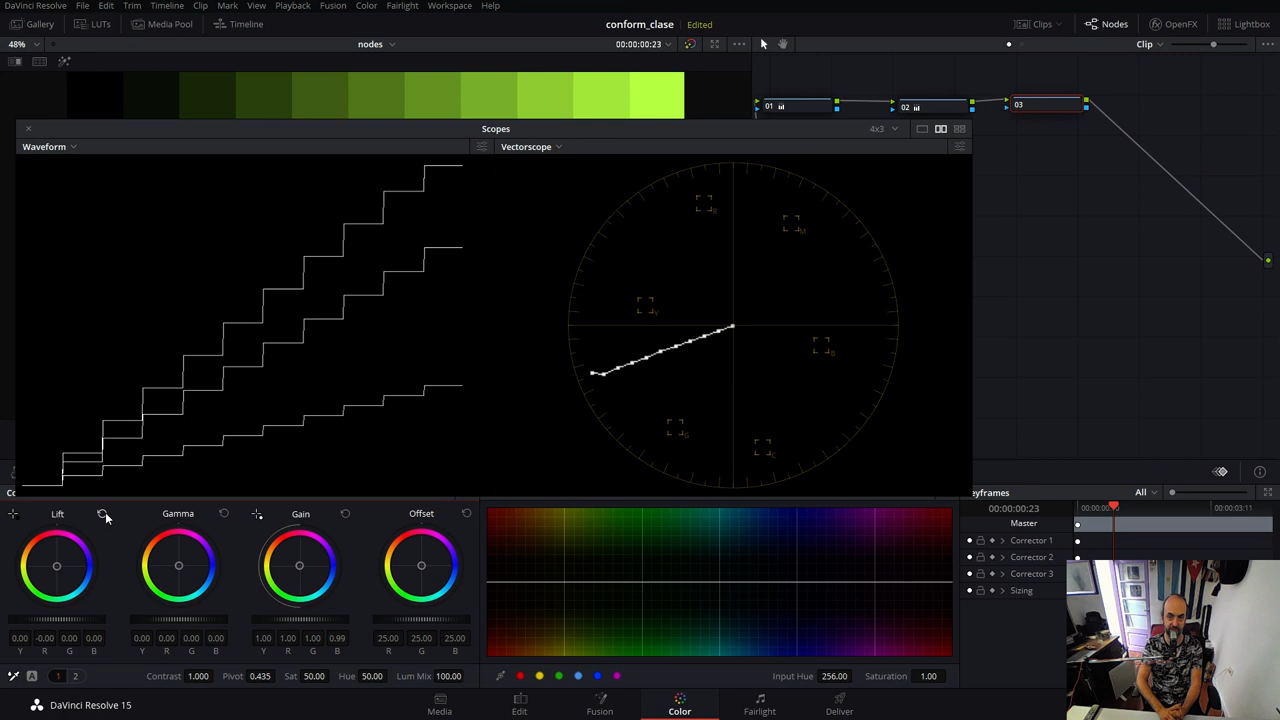 DaVinci Resolve File Edit Trim Timeline Clip Mark View Playback Fusion Color Fairlight Workspace Help
Gallery LUTs Media Pool Timeline conform_clase Edited Clips Nodes OpenFX Lightbox
48% nodes 00:00:00:23 Clip
01 02 03
Scopes 4x3
Waveform Vectorscope
R
M
Y
B
G
C
Lift Gamma Gain Offset
0.00 -0.00 0.00 0.00 0.00 0.00 0.00 0.00 1.00 1.00 1.00 0.99 25.00 25.00 25.00
Y R G B Y R G B Y R G B R G B
A 1 2 Contrast 1.000 Pivot 0.435 Sat 50.00 Hue 50.00 Lum Mix 100.00 Input Hue 256.00 Saturation 1.00
eyframes All
00:00:00:23 00:00:03:11
Master
Corrector 1
Corrector 2
Corrector 3
Sizing
DaVinci Resolve 15 Media Edit Fusion Color Fairlight Deliver